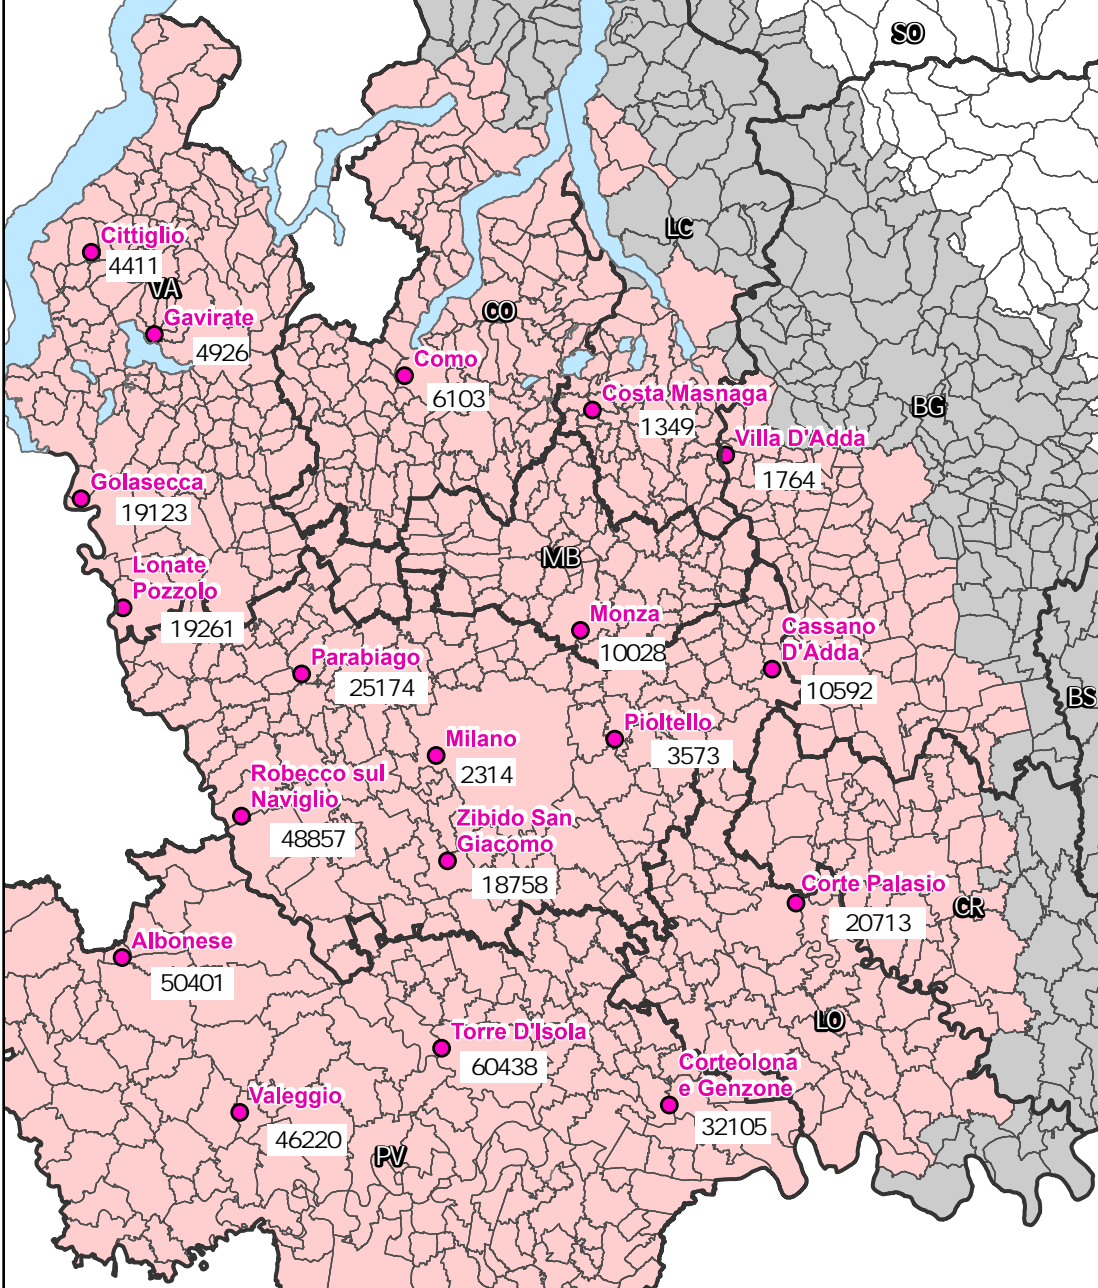 SO
LC
Cittiglio
4411
VA
Gavirate
4926
CO
Como
6103
Costa Masnaga
1349
BG
Villa D'Adda
1764
Golasecca
19123
MB
Lonate
Pozzolo
19261
Monza
10028
Cassano
D'Adda
10592
Parabiago
25174
BS
Pioltello
3573
Milano
2314
Robecco sul
Naviglio
48857
Zibido San
Giacomo
18758
Corte Palasio
20713
CR
Albonese
50401
LO
Torre D'Isola
60438
Corteolona
e Genzone
32105
Valeggio
46220
PV